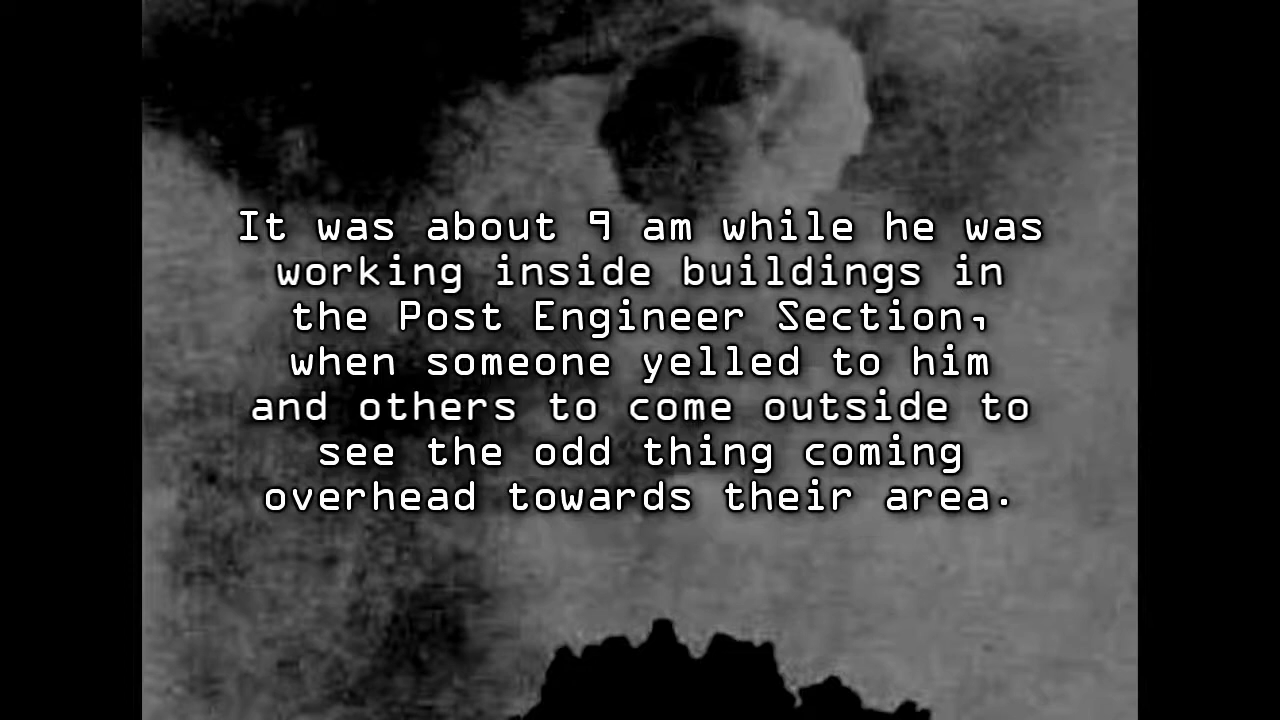 It was about 9 am while he was
working inside buildings in
the Post Engineer Section,
when someone yelled to him
and others to come outside to
see the odd thing coming
overhead towards their area.